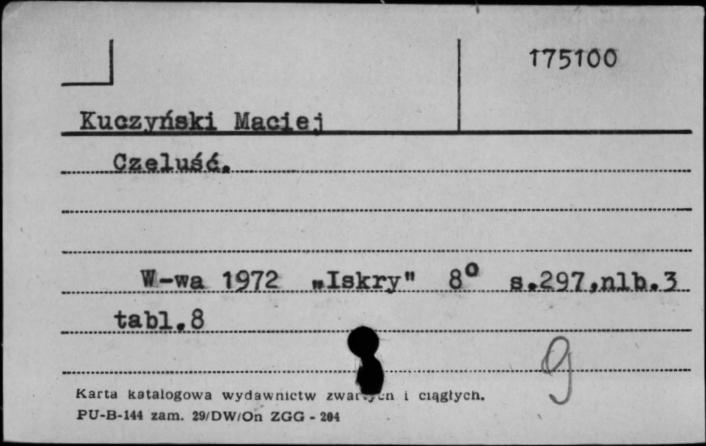 175100
Kuczyński Maciej
Czeluść.
W-wa 1972 „Iskry" 8° s.297,nlb.3
tabl.8
g
Karta katalogowa wydawnictw zwartych i ciągłych.
PU-B-144 zam. 29/DW/On ZGG - 204